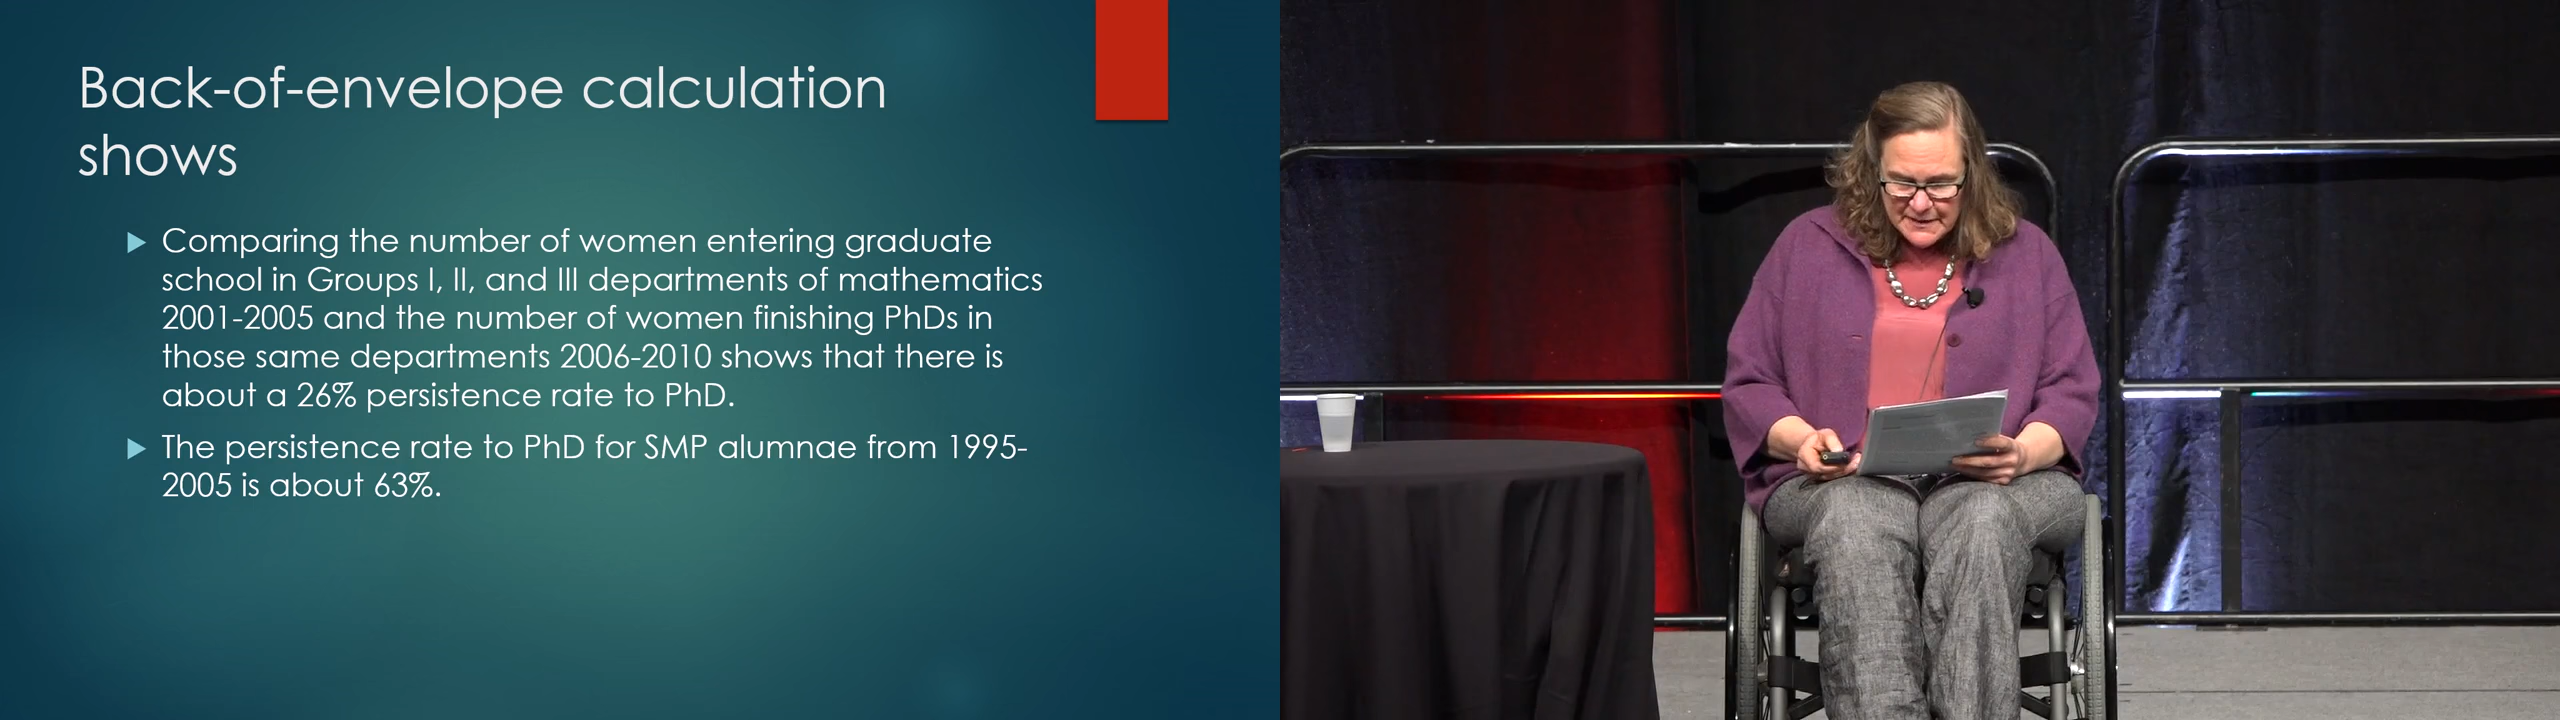 Back-of-envelope calculation
shows
Comparing the number of women entering graduate
school in Groups I, II, and III departments of mathematics
2001-2005 and the number of women finishing PhDs in
those same departments 2006-2010 shows that there is
about a 26% persistence rate to PhD.
The persistence rate to PhD for SMP alumnae from 1995-
2005 is about 63%.